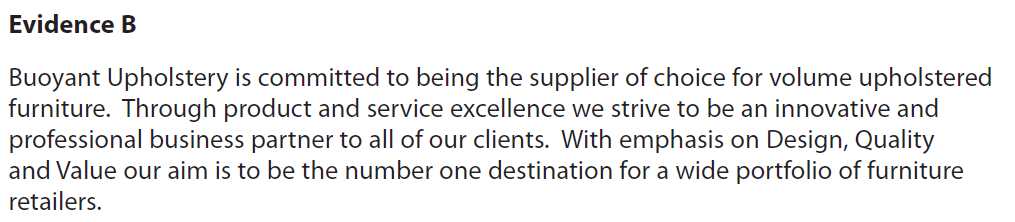 Evidence B
Buoyant Upholstery is committed to being the supplier of choice for volume upholstered
furniture.  Through product and service excellence we strive to be an innovative and
professional business partner to all of our clients.  With emphasis on Design, Quality
and Value our aim is to be the number one destination for a wide portfolio of furniture
retailers.